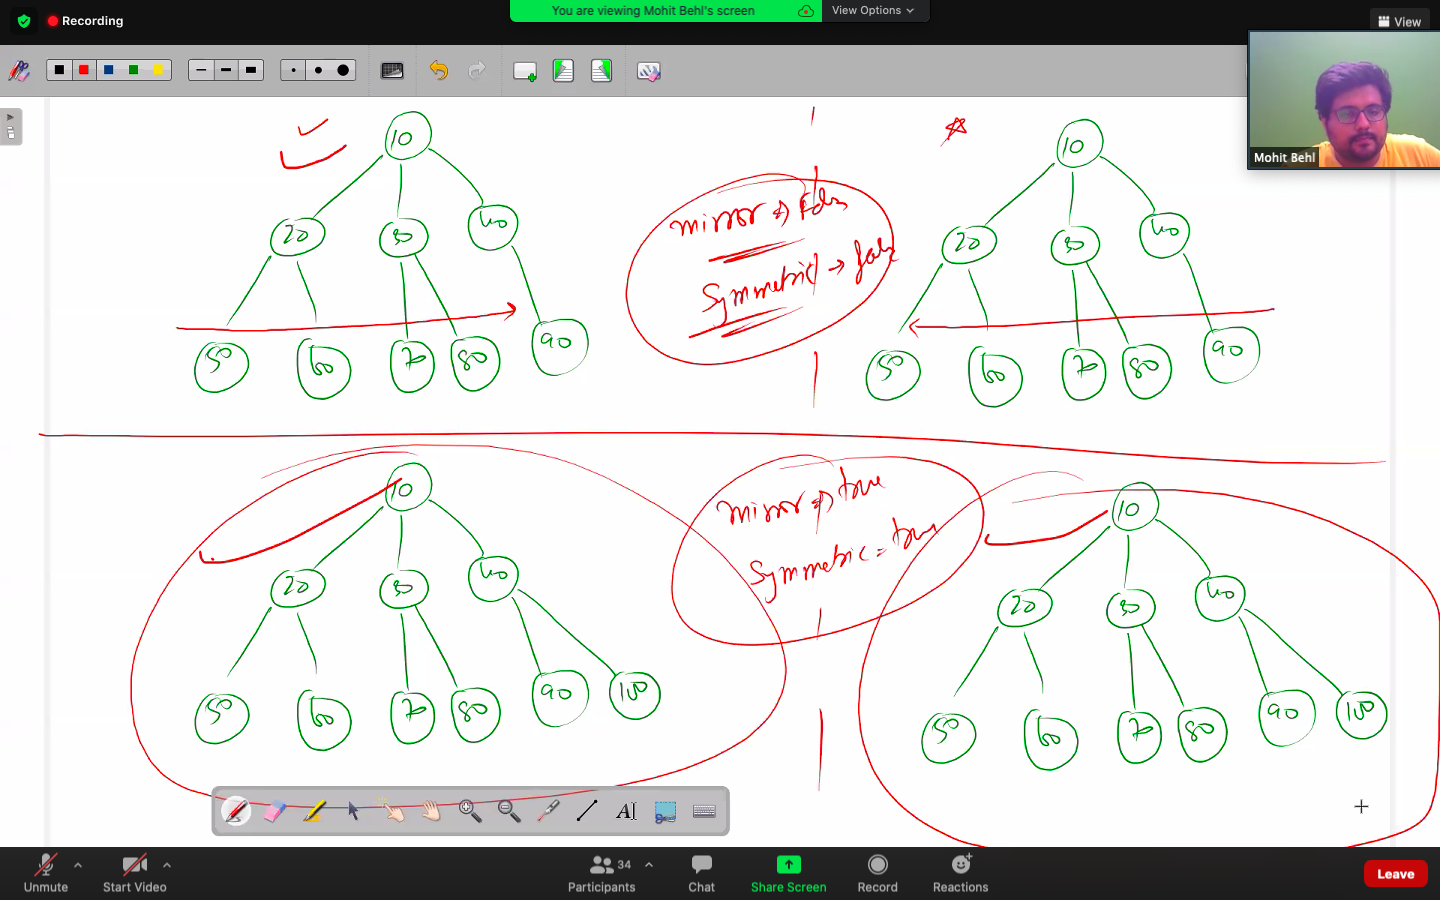 Recording
You are viewing Mohit Behl's screen
View Options
View
Mohit Behl
10
20
30
40
50
60
70
80
90
mirror →
Symmetric → false
10
20
30
40
50
60
70
80
90
10
20
30
40
50
60
70
80
90
100
mirror → true
Symmetric = true
10
20
30
40
50
60
70
80
90
100
A
Unmute
Start Video
34
Participants
Chat
Share Screen
Record
Reactions
Leave